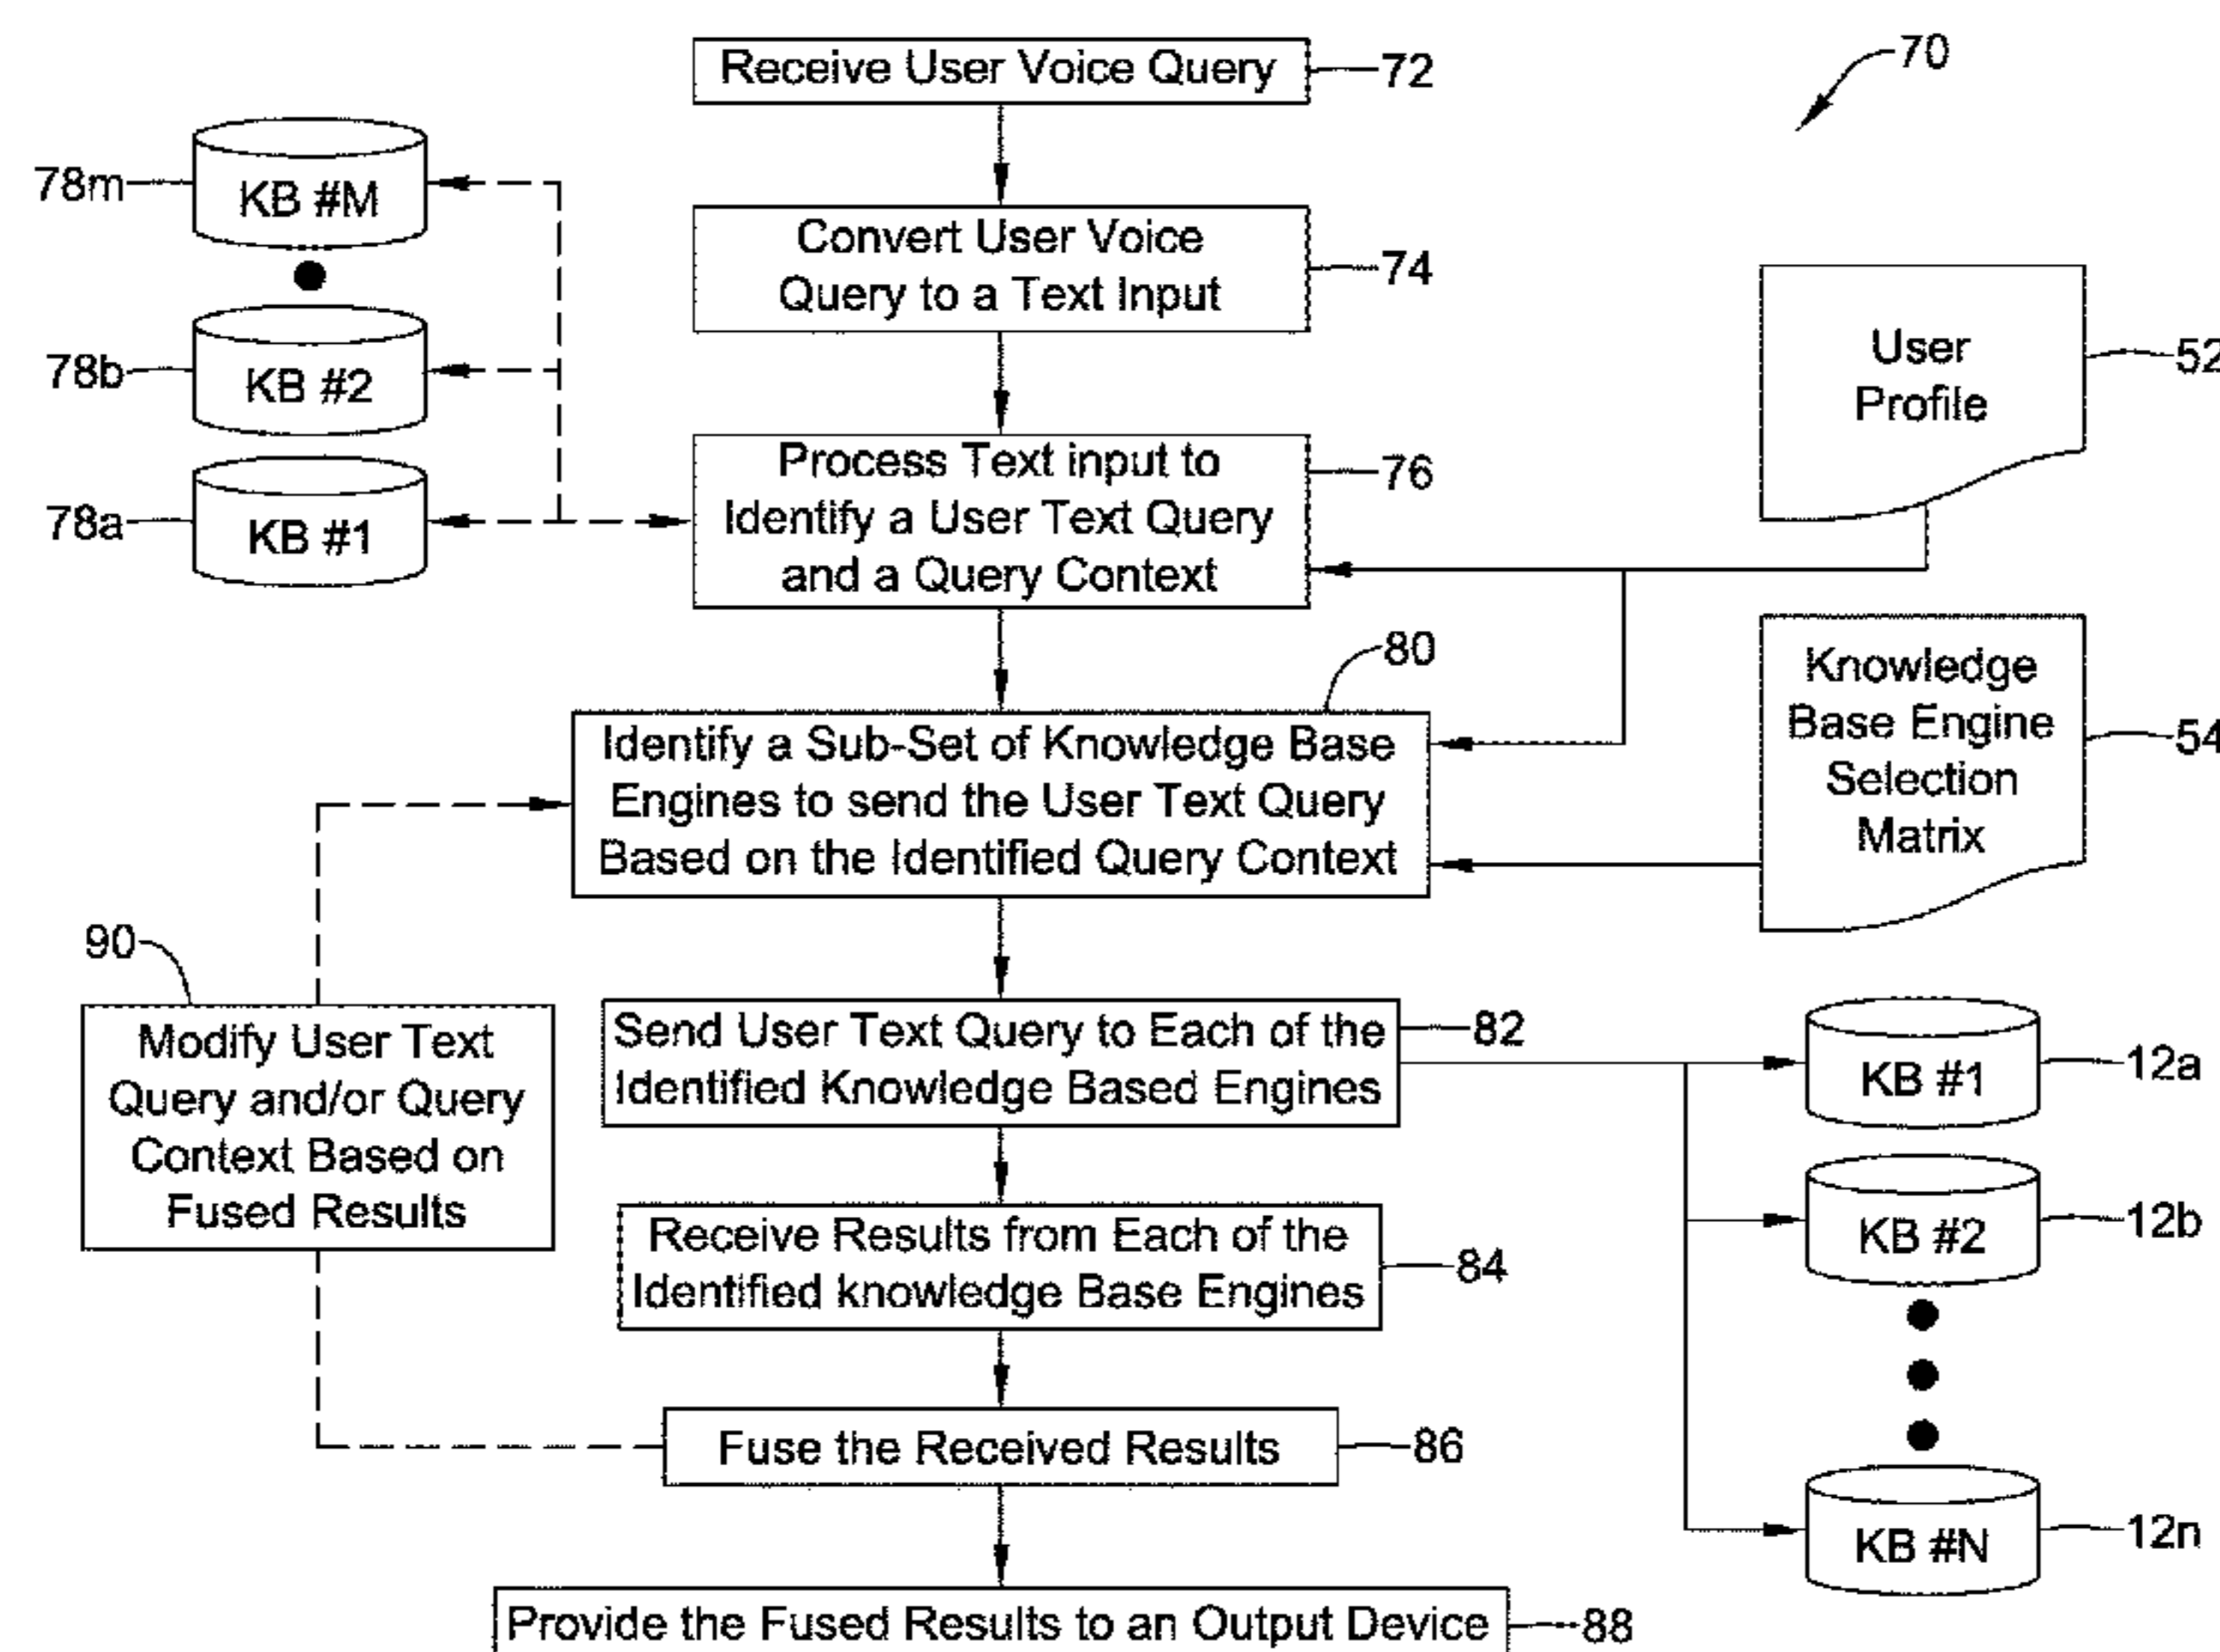 Receive User Voice Query
72
70
78m
KB #M
Convert User Voice
Query to a Text Input
74
78b
KB #2
User
Profile
52
78a
KB #1
Process Text input to
Identify a User Text Query
and a Query Context
76
80
Identify a Sub-Set of Knowledge Base
Engines to send the User Text Query
Based on the Identified Query Context
Knowledge
Base Engine
Selection
Matrix
54
90
Modify User Text
Query and/or Query
Context Based on
Fused Results
Send User Text Query to Each of the
Identified Knowledge Based Engines
82
KB #1
12a
KB #2
12b
Receive Results from Each of the
Identified knowledge Base Engines
84
Fuse the Received Results
86
KB #N
12n
Provide the Fused Results to an Output Device
88